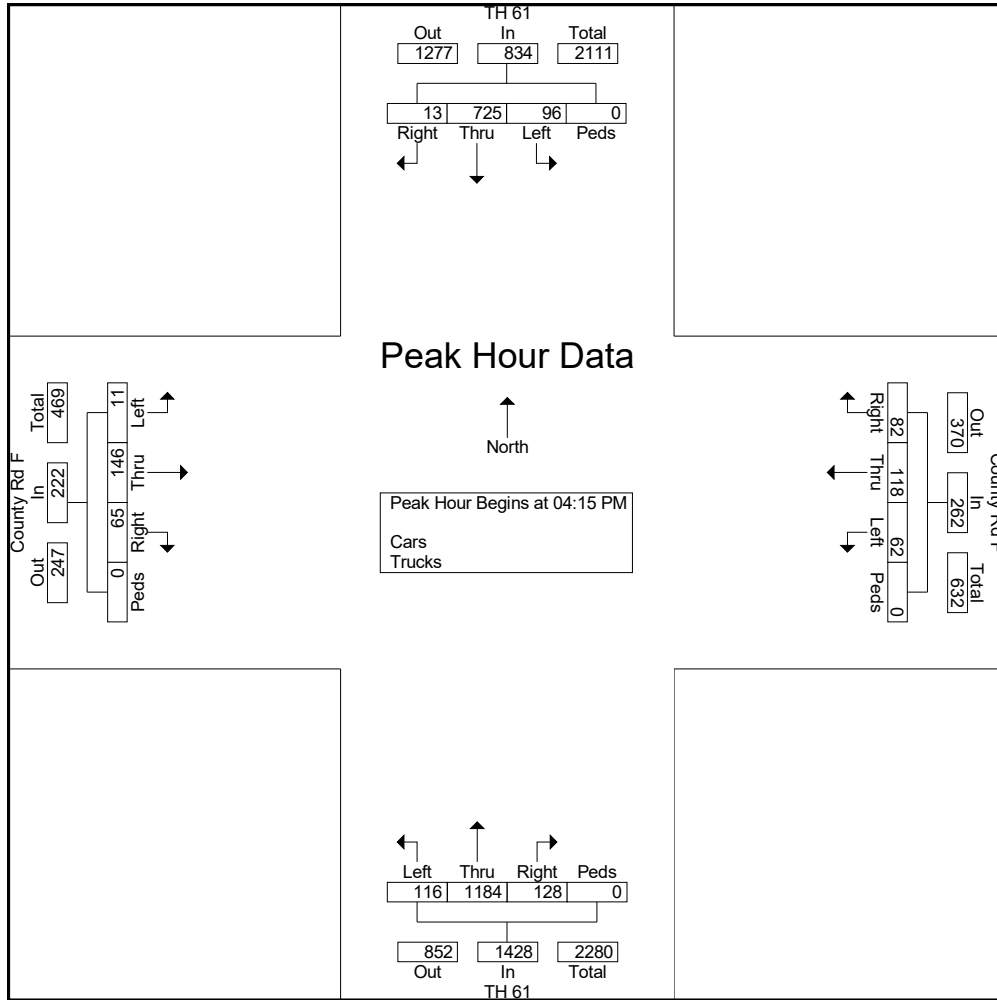 TH 61
Out In Total
1277 834 2111
13 725 96 0
Right Thru Left Peds
Peak Hour Data
North
Peak Hour Begins at 04:15 PM
Cars
Trucks
County Rd F
Total In Out
469 222 247
11 146 65 0
Left Thru Right Peds
Right Thru Left Peds
82 118 62 0
Out In Total
370 262 632
County Rd F
Left Thru Right Peds
116 1184 128 0
852 1428 2280
Out In Total
TH 61